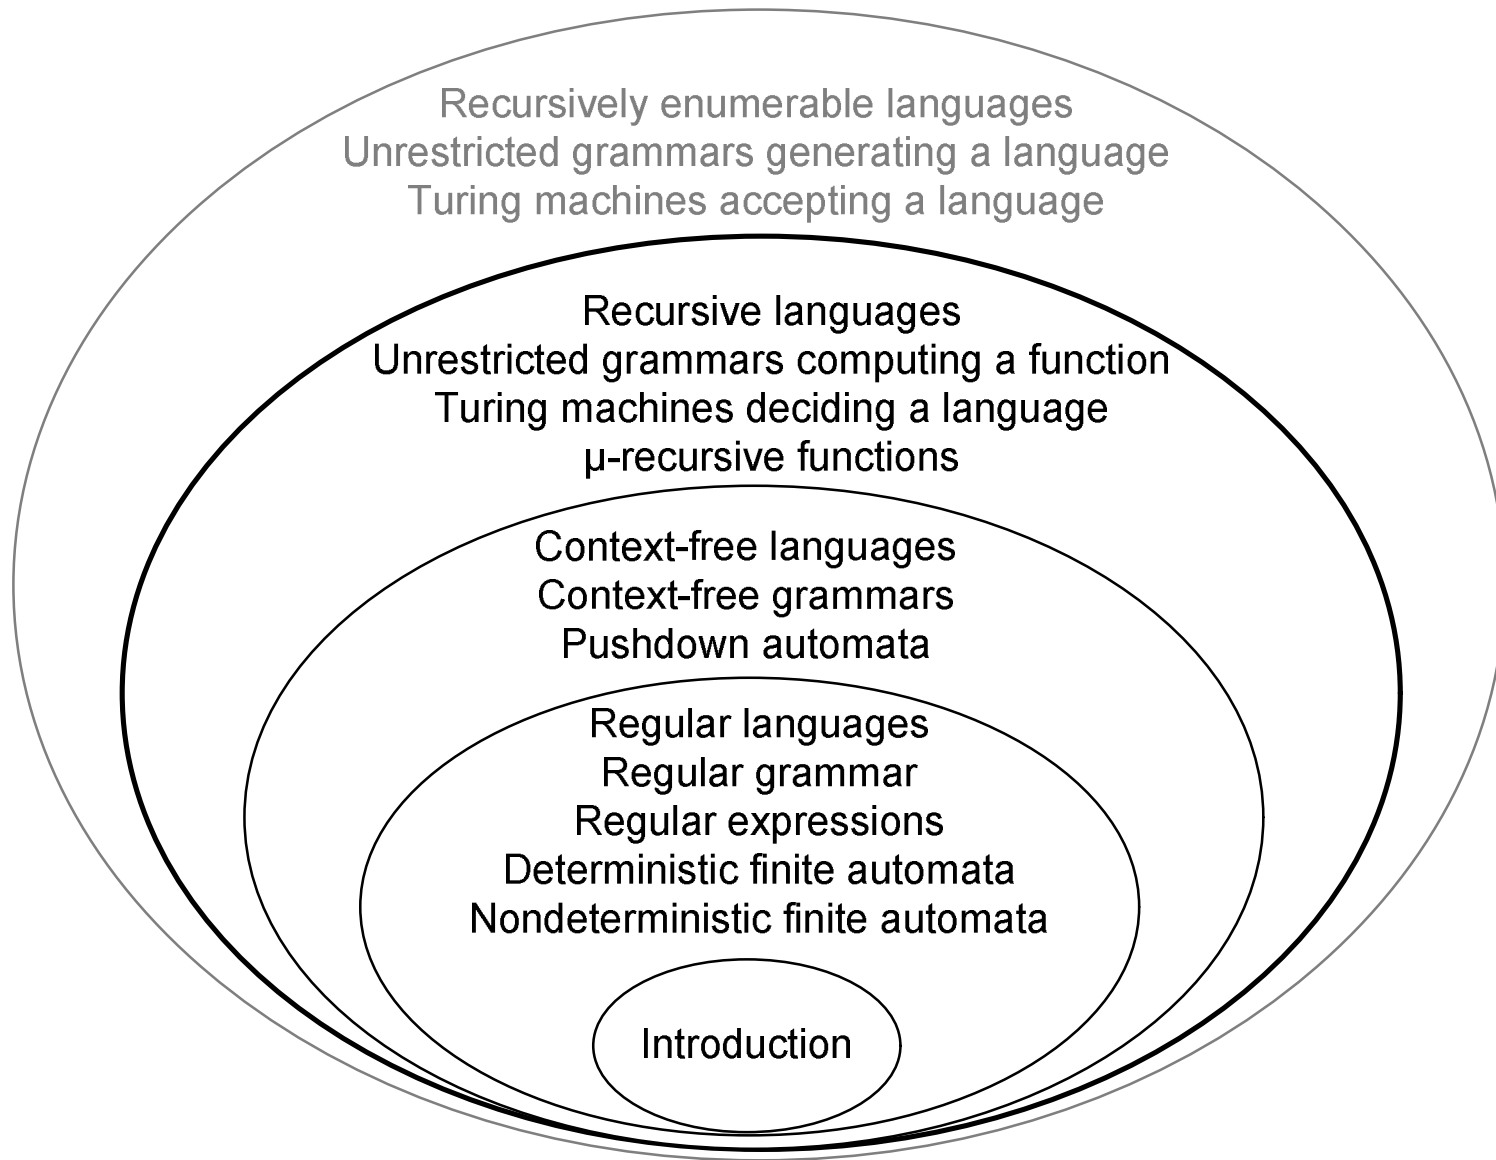 Recursively enumerable languages
Unrestricted grammars generating a language
Turing machines accepting a language
Recursive languages
Unrestricted grammars computing a function
Turing machines deciding a language
µ-recursive functions
Context-free languages
Context-free grammars
Pushdown automata
Regular languages
Regular grammar
Regular expressions
Deterministic finite automata
Nondeterministic finite automata
Introduction